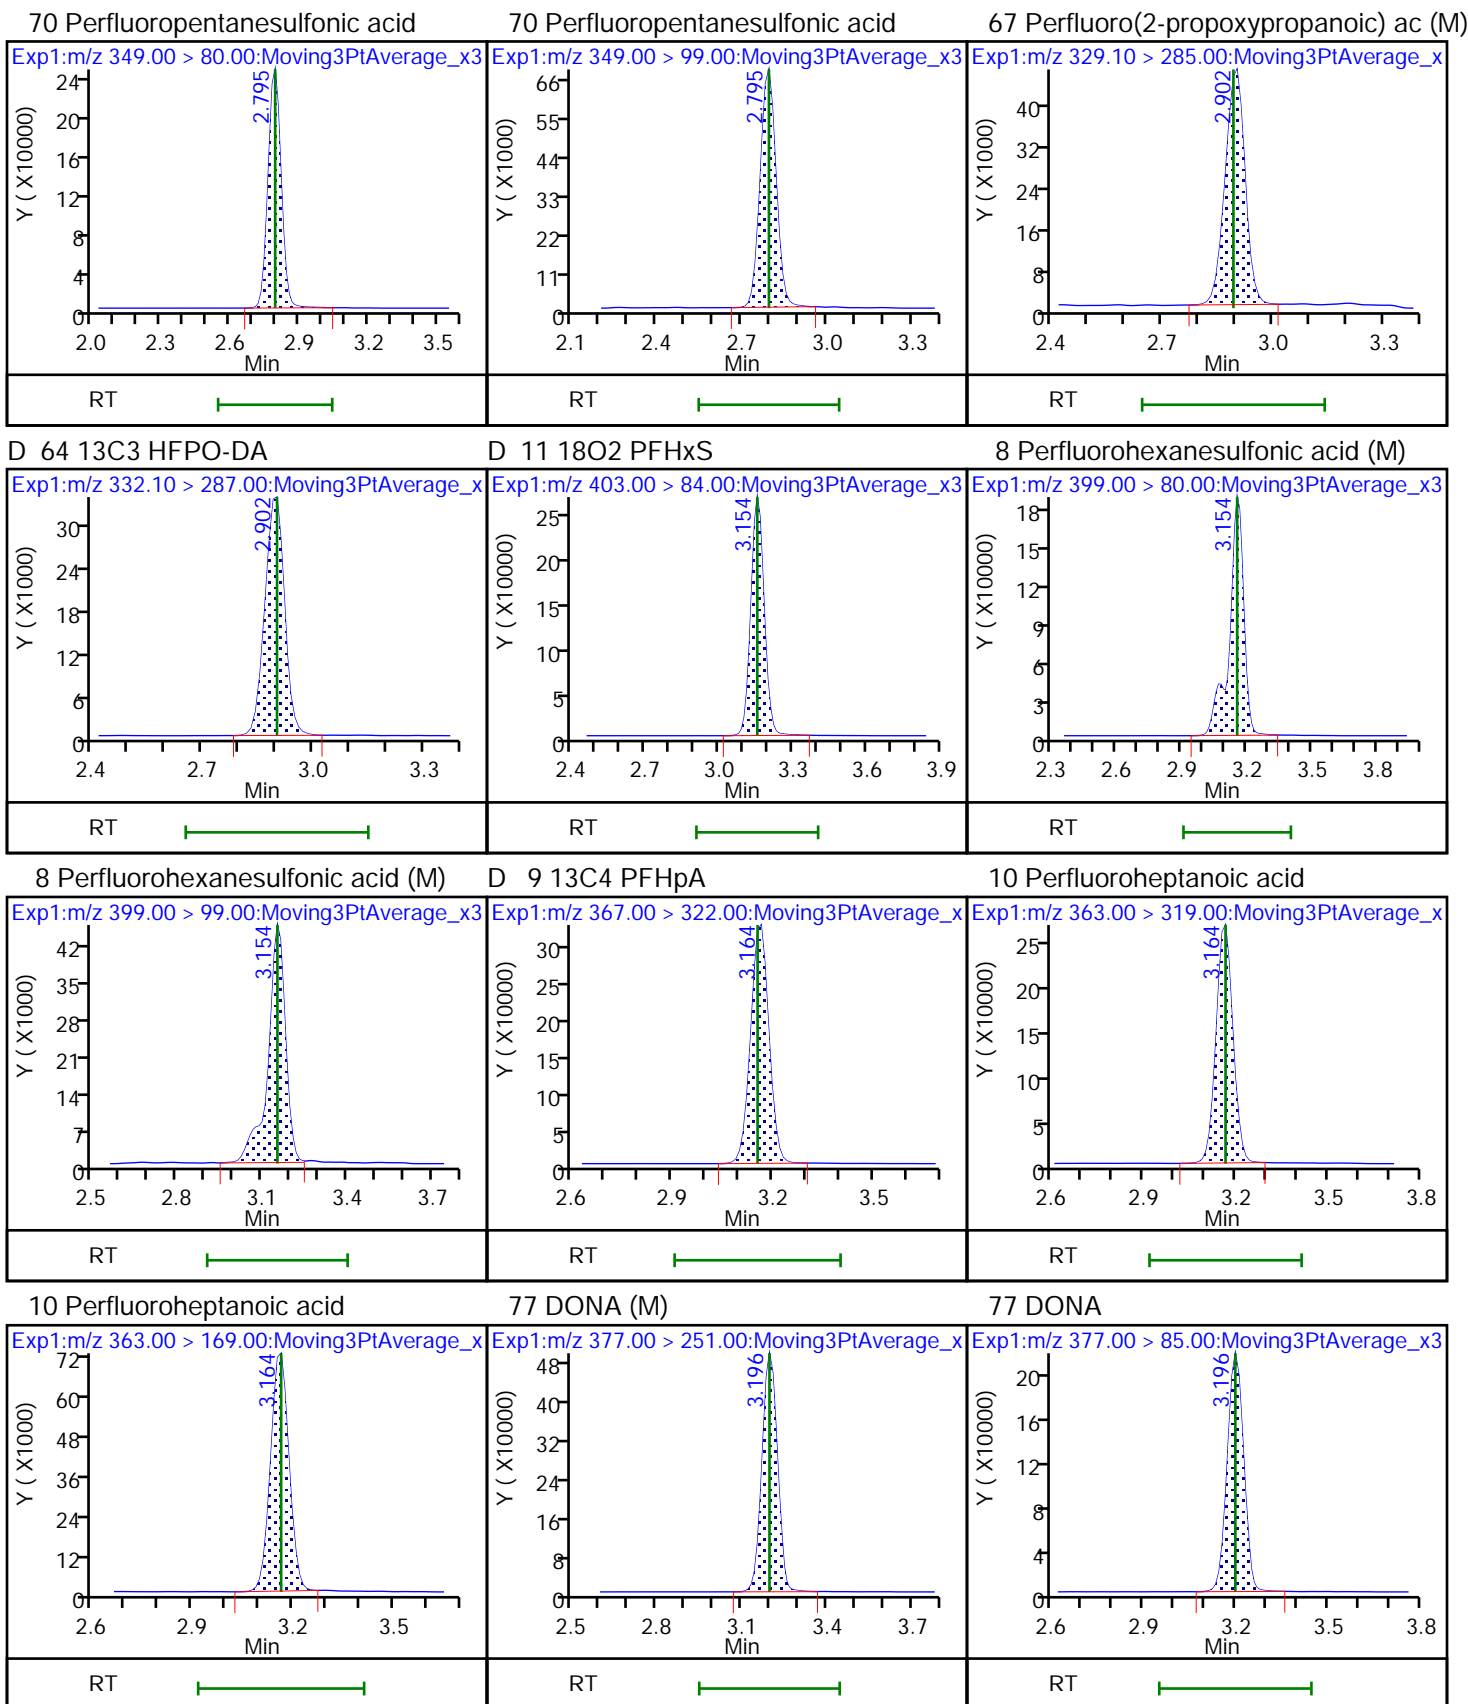 70 Perfluoropentanesulfonic acid
Exp1:m/z 349.00 > 80.00:Moving3PtAverage_x3
2.795
Y ( X10000)
24
20
16
12
8
4
0
2.0 2.3 2.6 2.9 3.2 3.5
Min
RT
70 Perfluoropentanesulfonic acid
Exp1:m/z 349.00 > 99.00:Moving3PtAverage_x3
2.795
Y ( X1000)
66
55
44
33
22
11
0
2.1 2.4 2.7 3.0 3.3
Min
RT
67 Perfluoro(2-propoxypropanoic) ac (M)
Exp1:m/z 329.10 > 285.00:Moving3PtAverage_x
2.902
Y ( X1000)
40
32
24
16
8
0
2.4 2.7 3.0 3.3
Min
RT
D 64 13C3 HFPO-DA
Exp1:m/z 332.10 > 287.00:Moving3PtAverage_x
2.902
Y ( X1000)
30
24
18
12
6
0
2.4 2.7 3.0 3.3
Min
RT
D 11 18O2 PFHxS
Exp1:m/z 403.00 > 84.00:Moving3PtAverage_x3
3.154
Y ( X10000)
25
20
15
10
5
0
2.4 2.7 3.0 3.3 3.6 3.9
Min
RT
8 Perfluorohexanesulfonic acid (M)
Exp1:m/z 399.00 > 80.00:Moving3PtAverage_x3
3.154
Y ( X10000)
18
15
12
9
6
3
0
2.3 2.6 2.9 3.2 3.5 3.8
Min
RT
8 Perfluorohexanesulfonic acid (M)
Exp1:m/z 399.00 > 99.00:Moving3PtAverage_x3
3.154
Y ( X1000)
42
35
28
21
14
7
0
2.5 2.8 3.1 3.4 3.7
Min
RT
D 9 13C4 PFHpA
Exp1:m/z 367.00 > 322.00:Moving3PtAverage_x
3.164
Y ( X10000)
30
25
20
15
10
5
0
2.6 2.9 3.2 3.5
Min
RT
10 Perfluoroheptanoic acid
Exp1:m/z 363.00 > 319.00:Moving3PtAverage_x
3.164
Y ( X10000)
25
20
15
10
5
0
2.6 2.9 3.2 3.5 3.8
Min
RT
10 Perfluoroheptanoic acid
Exp1:m/z 363.00 > 169.00:Moving3PtAverage_x
3.164
Y ( X1000)
72
60
48
36
24
12
0
2.6 2.9 3.2 3.5
Min
RT
77 DONA (M)
Exp1:m/z 377.00 > 251.00:Moving3PtAverage_x
3.196
Y ( X10000)
48
40
32
24
16
8
0
2.5 2.8 3.1 3.4 3.7
Min
RT
77 DONA
Exp1:m/z 377.00 > 85.00:Moving3PtAverage_x3
3.196
Y ( X10000)
20
16
12
8
4
0
2.6 2.9 3.2 3.5 3.8
Min
RT